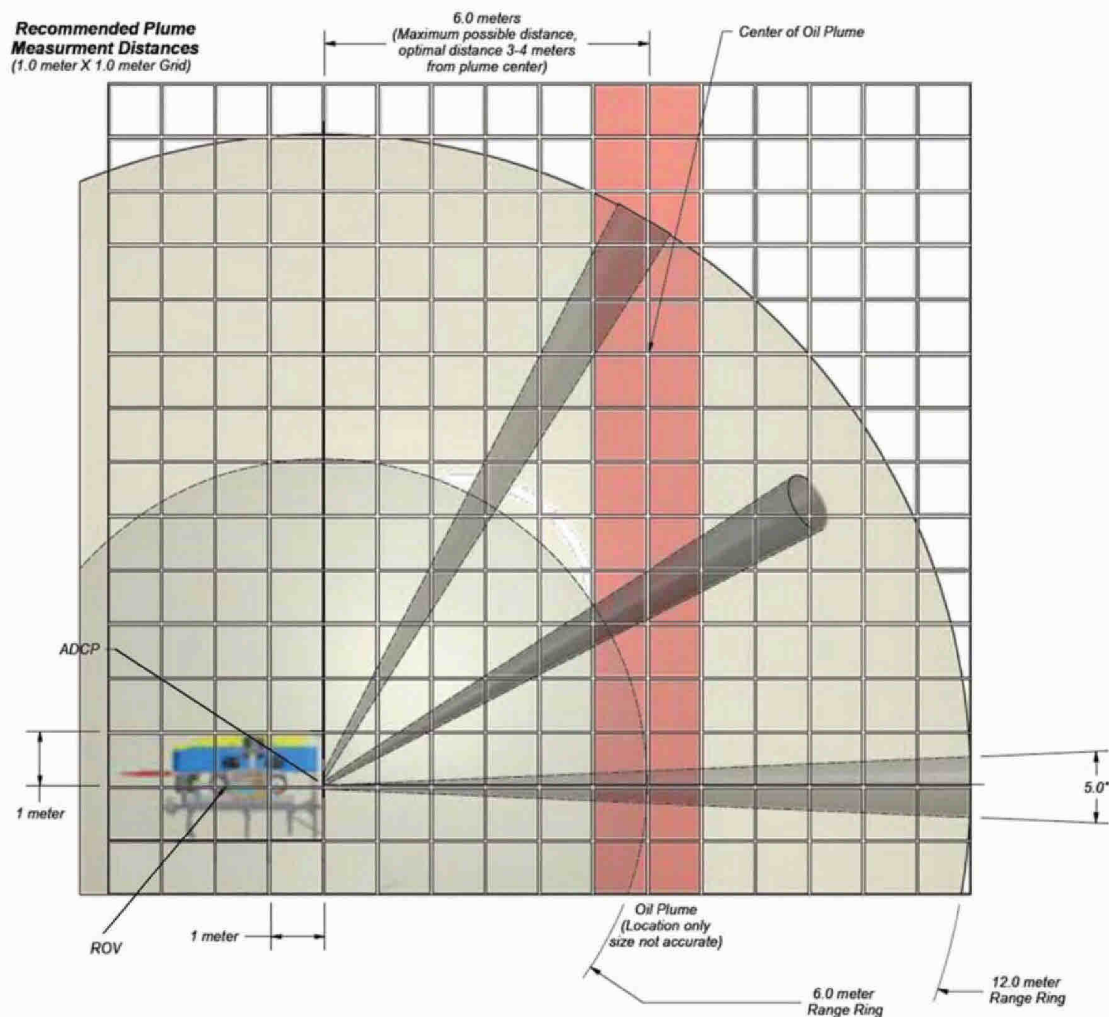 Recommended Plume
Measurment Distances
(1.0 meter X 1.0 meter Grid)
6.0 meters
(Maximum possible distance,
optimal distance 3-4 meters
from plume center)
Center of Oil Plume
ADCP
1 meter
5.0°
ROV
1 meter
Oil Plume
(Location only
size not accurate)
6.0 meter
Range Ring
12.0 meter
Range Ring